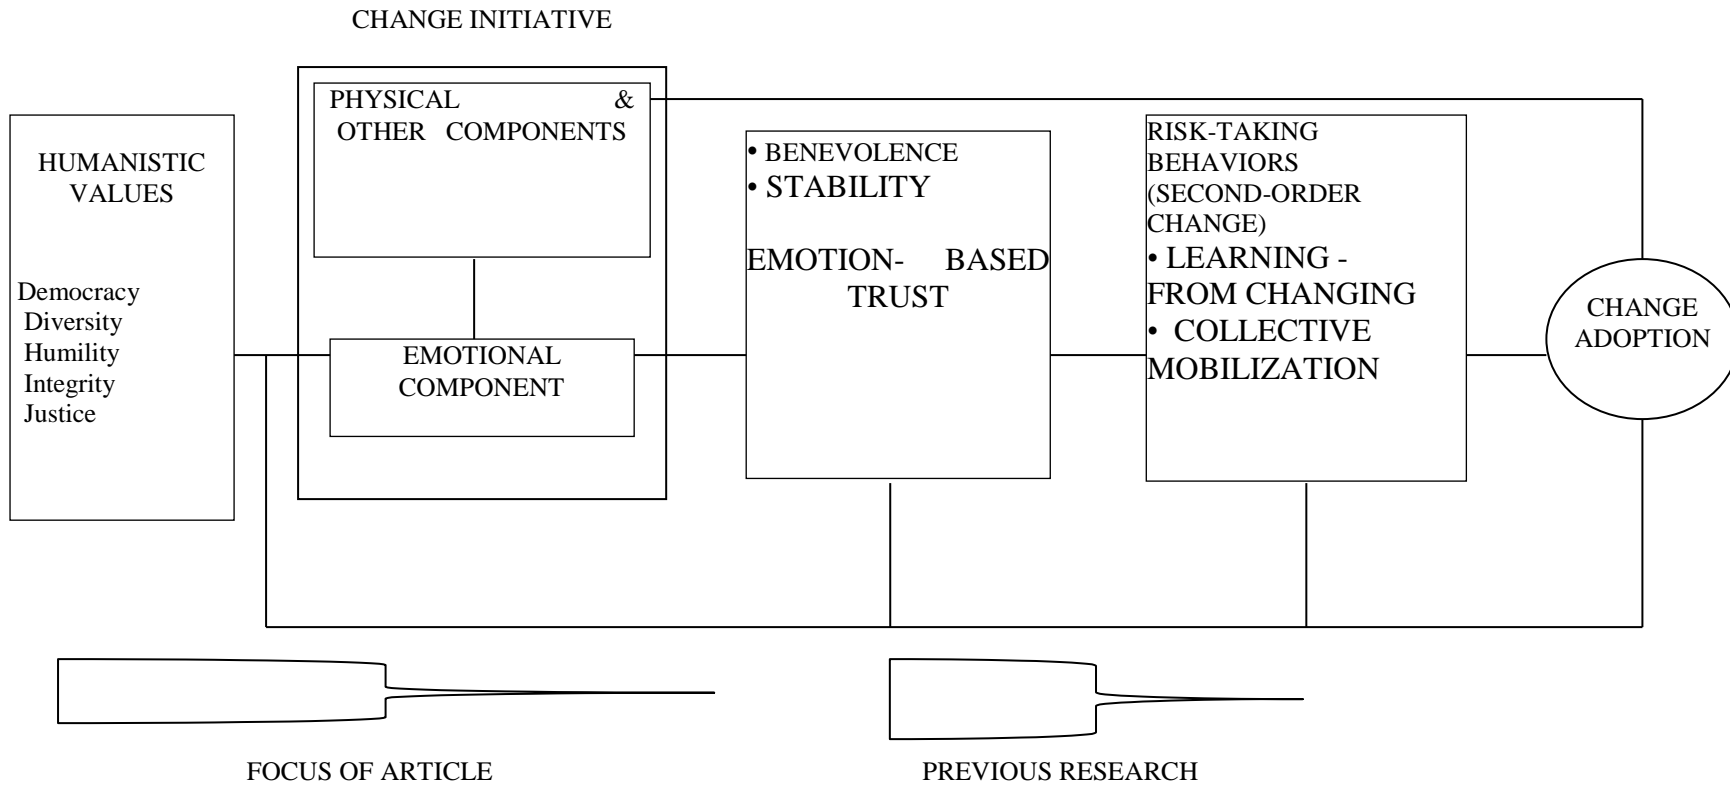 CHANGE INITIATIVE
PHYSICAL &
OTHER COMPONENTS
HUMANISTIC
VALUES
Democracy
Diversity
Humility
Integrity
Justice
EMOTIONAL
COMPONENT
• BENEVOLENCE
• STABILITY
EMOTION- BASED
TRUST
RISK-TAKING
BEHAVIORS
(SECOND-ORDER
CHANGE)
• LEARNING -
FROM CHANGING
• COLLECTIVE
MOBILIZATION
CHANGE
ADOPTION
FOCUS OF ARTICLE
PREVIOUS RESEARCH